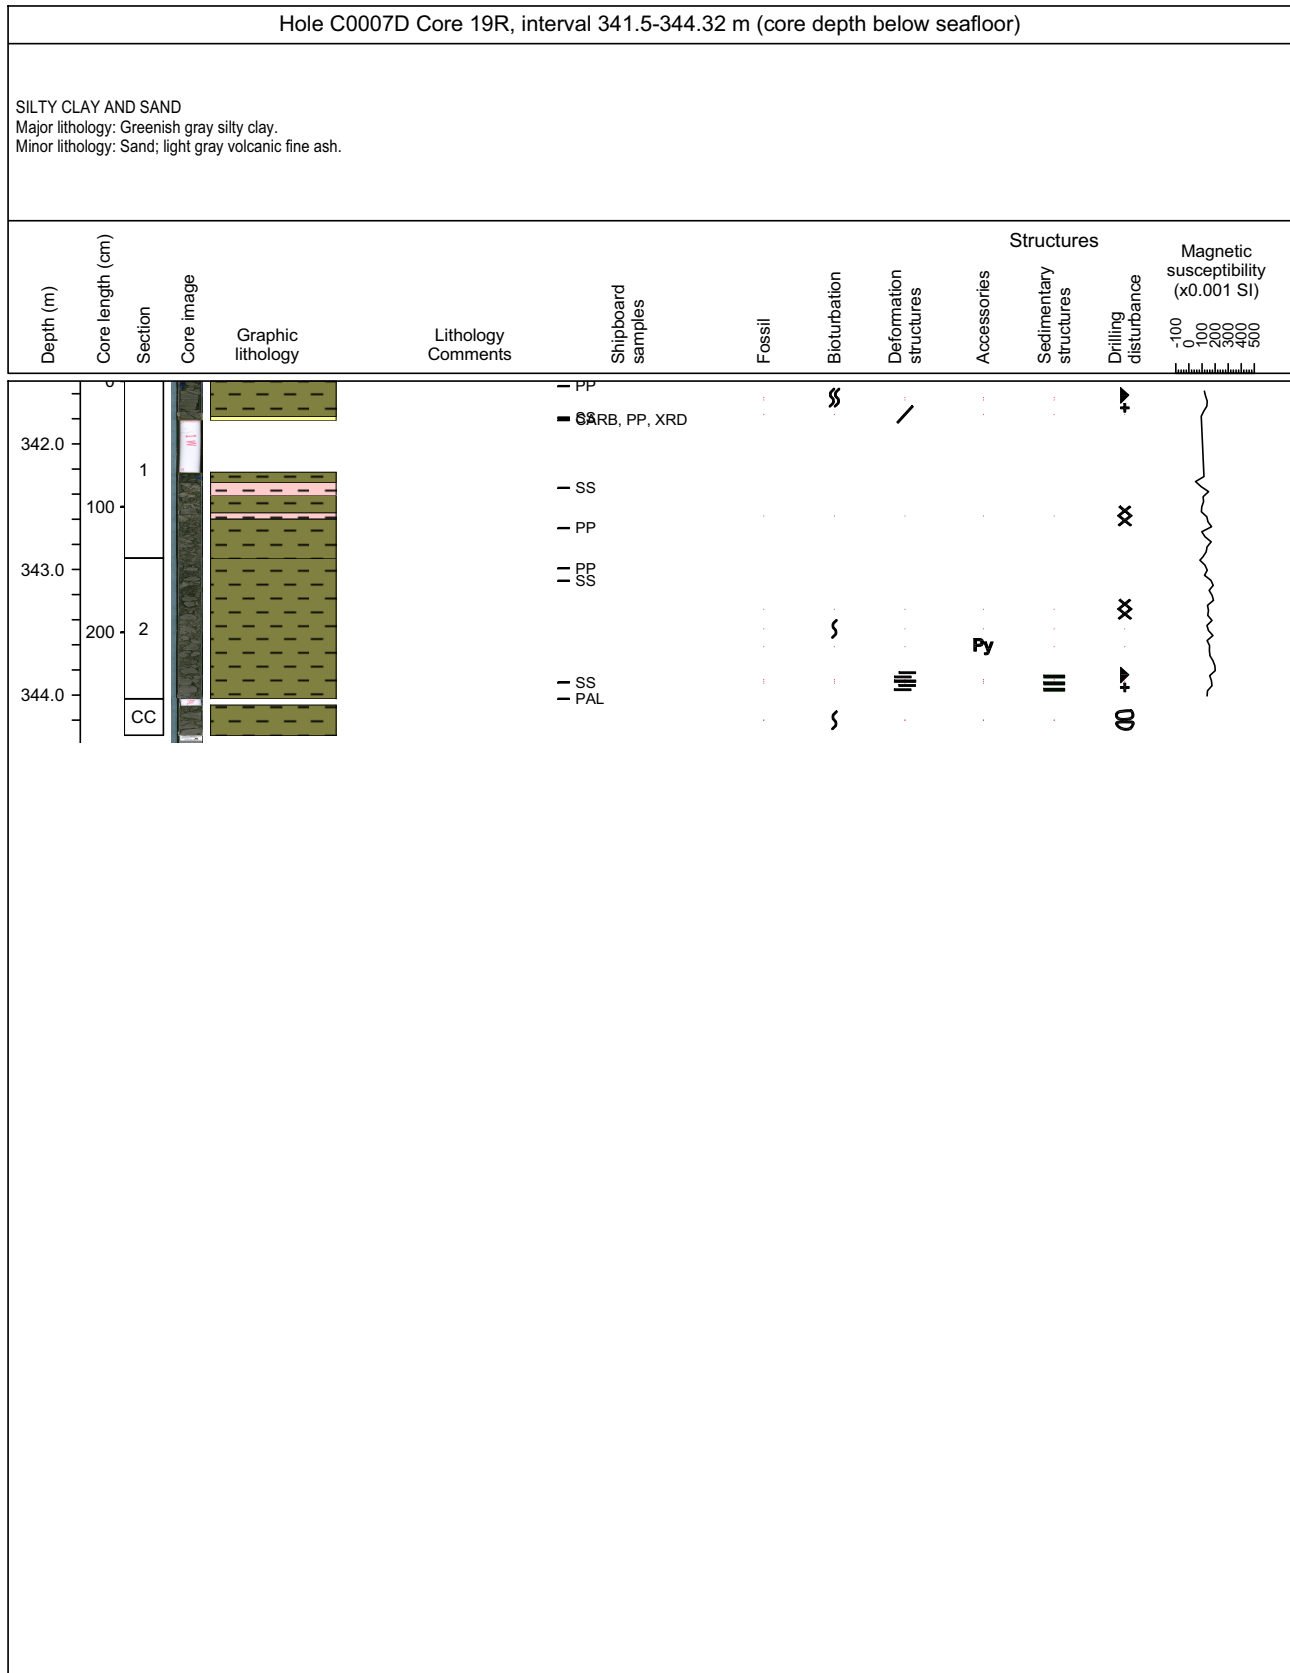 Hole C0007D Core 19R, interval 341.5-344.32 m (core depth below seafloor)
SILTY CLAY AND SAND
Major lithology: Greenish gray silty clay.
Minor lithology: Sand; light gray volcanic fine ash.
Depth (m)
Core length (cm)
Section
Core image
Graphic
lithology
Lithology
Comments
Shipboard
samples
Fossil
Bioturbation
Structures
Deformation
structures
Accessories
Sedimentary
structures
Drilling
disturbance
Magnetic
susceptibility
(x0.001 SI)
-100
0
100
200
300
400
500
0
PP
SS
CARB, PP, XRD
342.0
1
SS
100
PP
343.0
PP
SS
200
2
Py
344.0
SS
PAL
CC